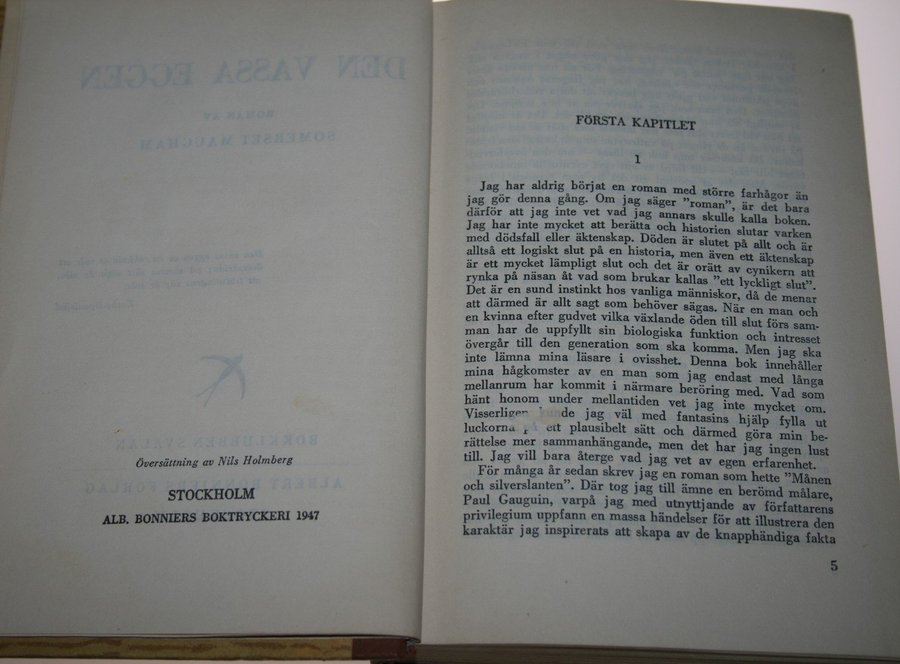 DEN VASSA EGGEN
ROMAN AV
SOMERSET MAUGHAM
BOKKLUBBEN SVALAN
ALBERT BONNIERS FÖRLAG
Översättning av Nils Holmberg
STOCKHOLM
ALB. BONNIERS BOKTRYCKERI 1947
FÖRSTA KAPITLET
1
Jag har aldrig börjat en roman med större farhågor än
jag gör denna gång. Om jag säger ”roman”, är det bara
därför att jag inte vet vad jag annars skulle kalla boken.
Jag har inte mycket att berätta och historien slutar varken
med dödsfall eller äktenskap. Döden är slutet på allt och är
alltså ett logiskt slut på en historia, men även ett äktenskap
är ett mycket lämpligt slut och det är orätt av cynikern att
rynka på näsan åt vad som brukar kallas ”ett lyckligt slut”.
Det är en sund instinkt hos vanliga människor, då de menar
att därmed är allt sagt som behöver sägas. När en man och
en kvinna efter gudvet vilka växlande öden till slut förs sam-
man har de uppfyllt sin biologiska funktion och intresset
övergår till den generation som ska komma. Men jag ska
inte lämna mina läsare i ovisshet. Denna bok innehåller
mina hågkomster av en man som jag endast med långa
mellanrum har kommit i närmare beröring med. Vad som
hänt honom under mellantiden vet jag inte mycket om.
Visserligen kunde jag väl med fantasins hjälp fylla ut
luckorna ett plausibelt sätt och därmed göra min be-
rättelse mer sammanhängande, men det har jag ingen lust
till. Jag vill bara återge vad jag vet av egen erfarenhet.
För många år sedan skrev jag en roman som hette ”Månen
och silverslanten”. Där tog jag till ämne en berömd målare,
Paul Gauguin, varpå jag med utnyttjande av författarens
privilegium uppfann en massa händelser för att illustrera den
karaktär jag inspirerats att skapa av de knapphändiga fakta
5